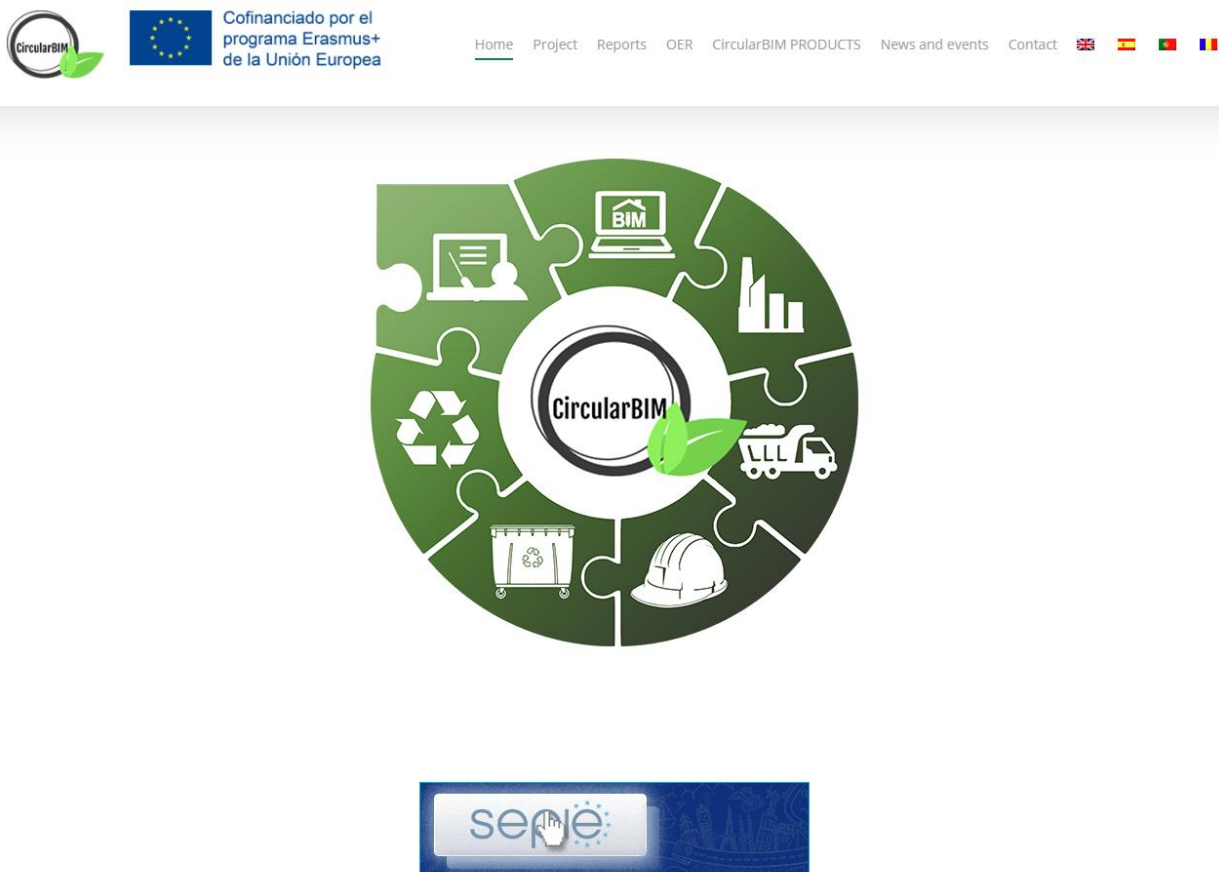 CircularBIM
Cofinanciado por el
programa Erasmus+
de la Unión Europea
Home Project Reports OER CircularBIM PRODUCTS News and events Contact
BIM
CircularBIM
sepie